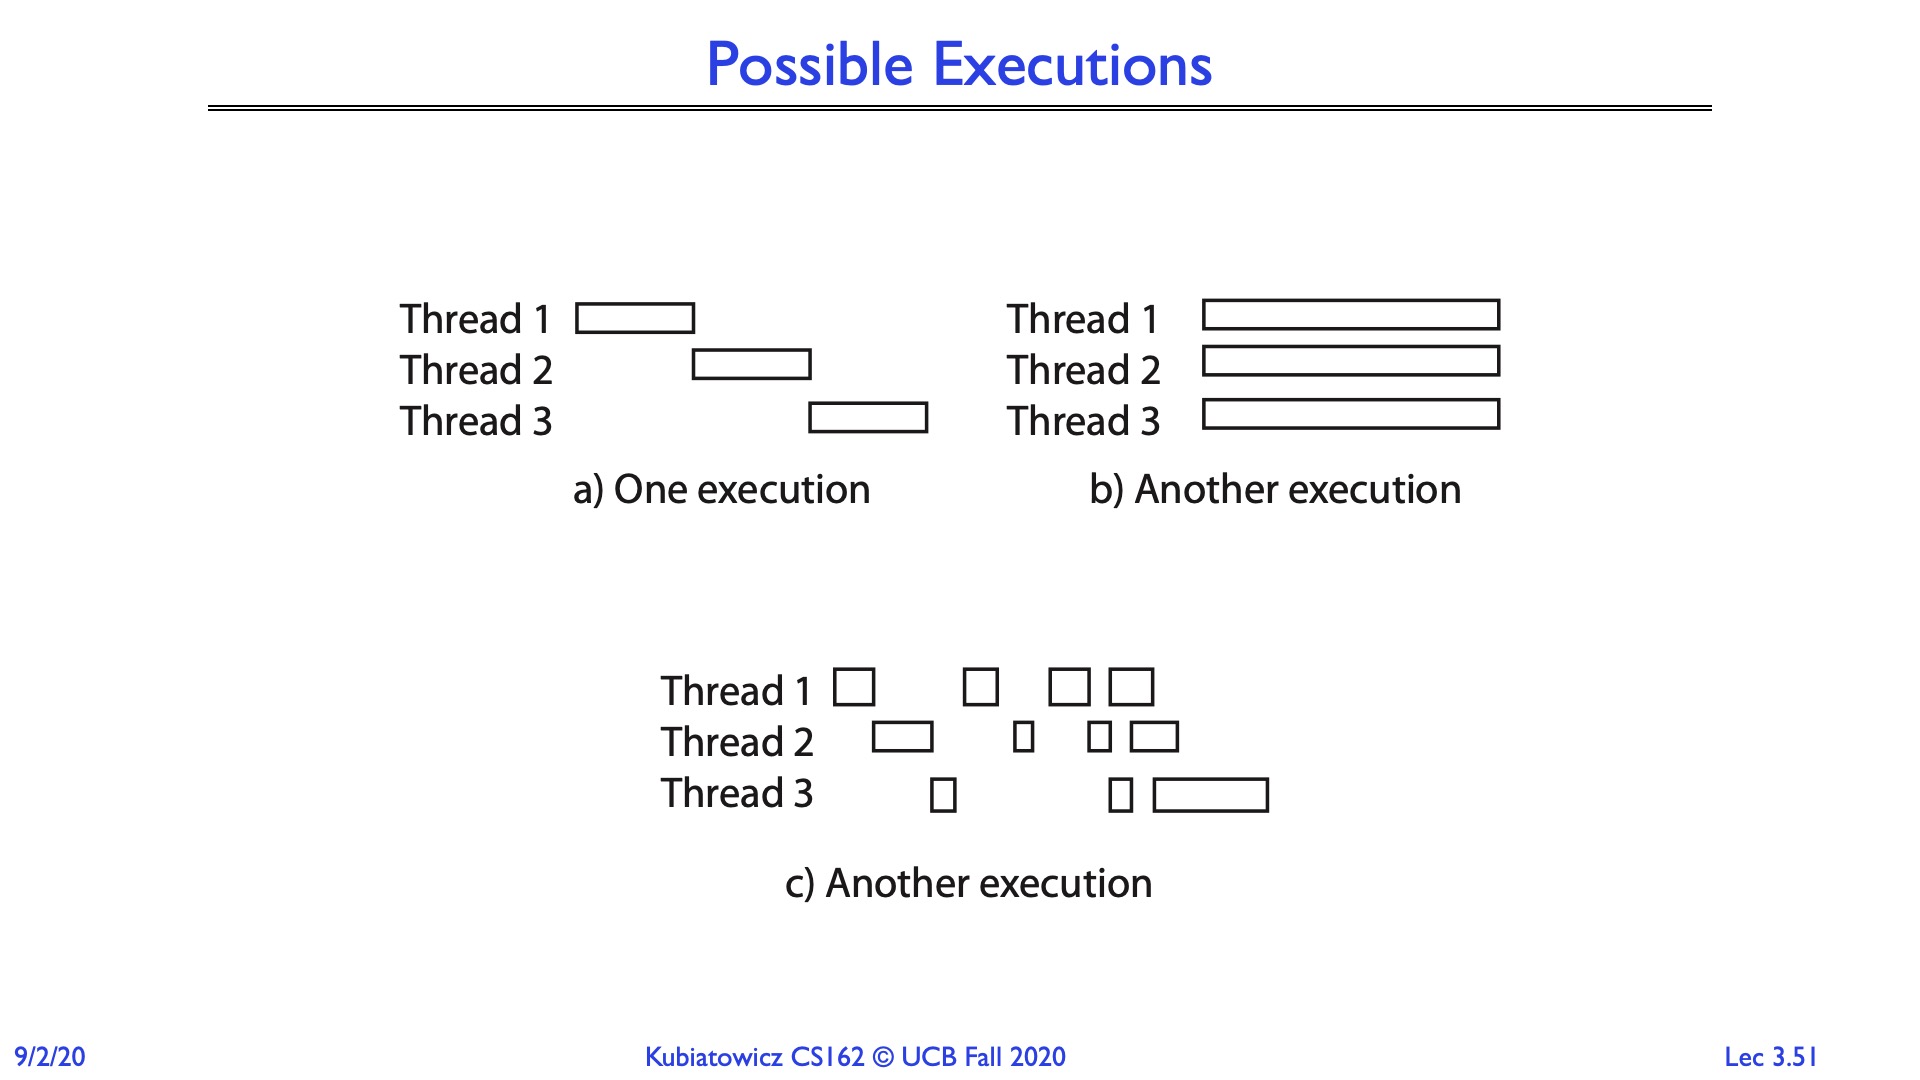 Possible Executions
Thread 1
Thread 2
Thread 3
a) One execution
Thread 1
Thread 2
Thread 3
b) Another execution
Thread 1
Thread 2
Thread 3
c) Another execution
9/2/20
Kubiatowicz CS162 © UCB Fall 2020
Lec 3.51